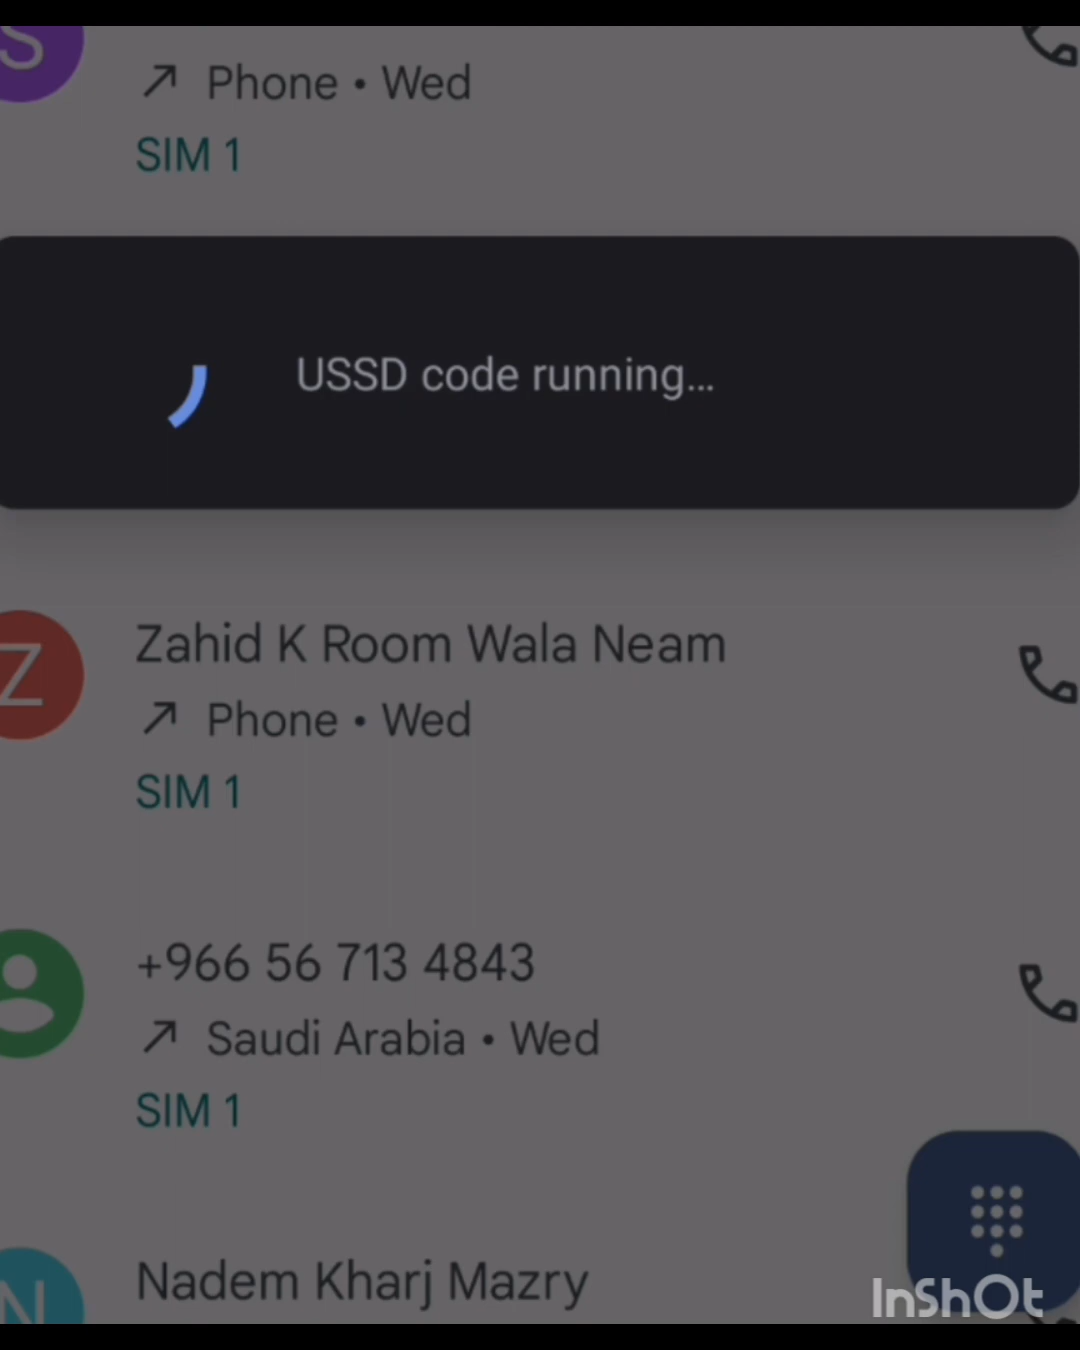 S
Phone • Wed
SIM 1
USSD code running...
Z
Zahid K Room Wala Neam
Phone • Wed
SIM 1
+966 56 713 4843
Saudi Arabia • Wed
SIM 1
N
Nadem Kharj Mazry
InShOt